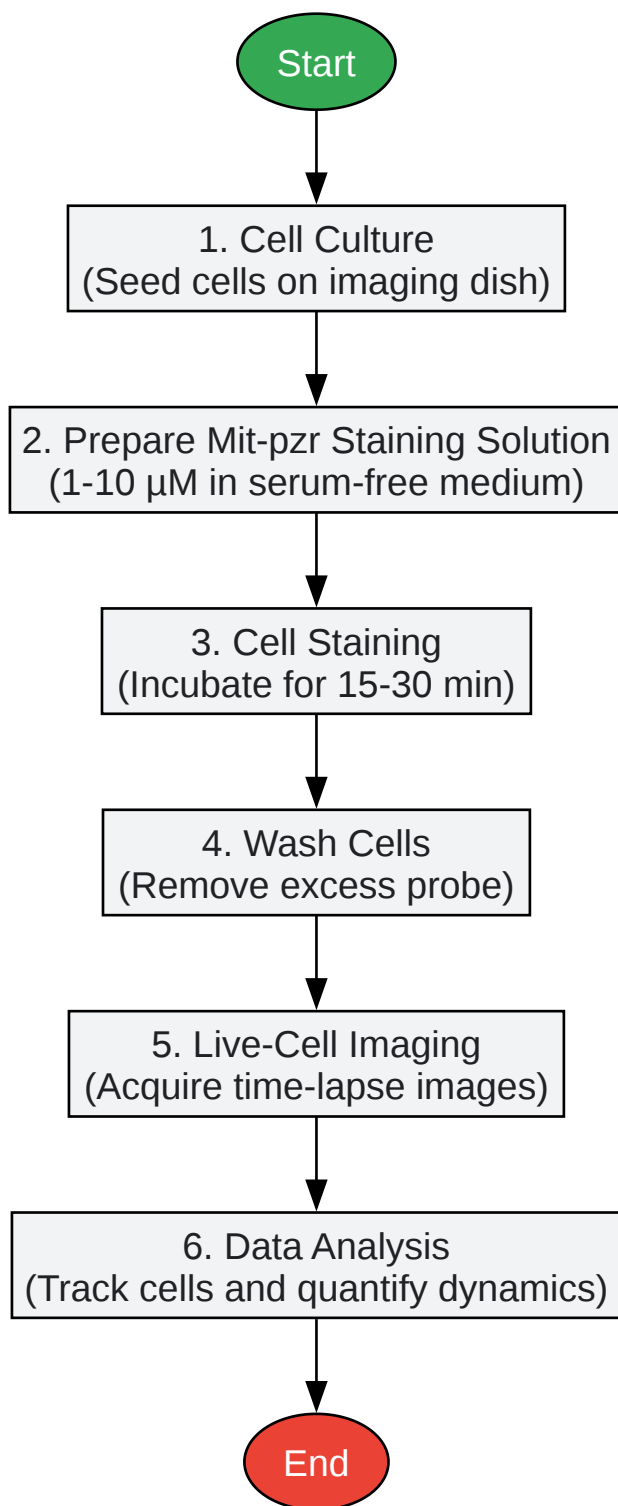 Start
1. Cell Culture
(Seed cells on imaging dish)
2. Prepare Mit-pzr Staining Solution
(1-10 µM in serum-free medium)
3. Cell Staining
(Incubate for 15-30 min)
4. Wash Cells
(Remove excess probe)
5. Live-Cell Imaging
(Acquire time-lapse images)
6. Data Analysis
(Track cells and quantify dynamics)
End